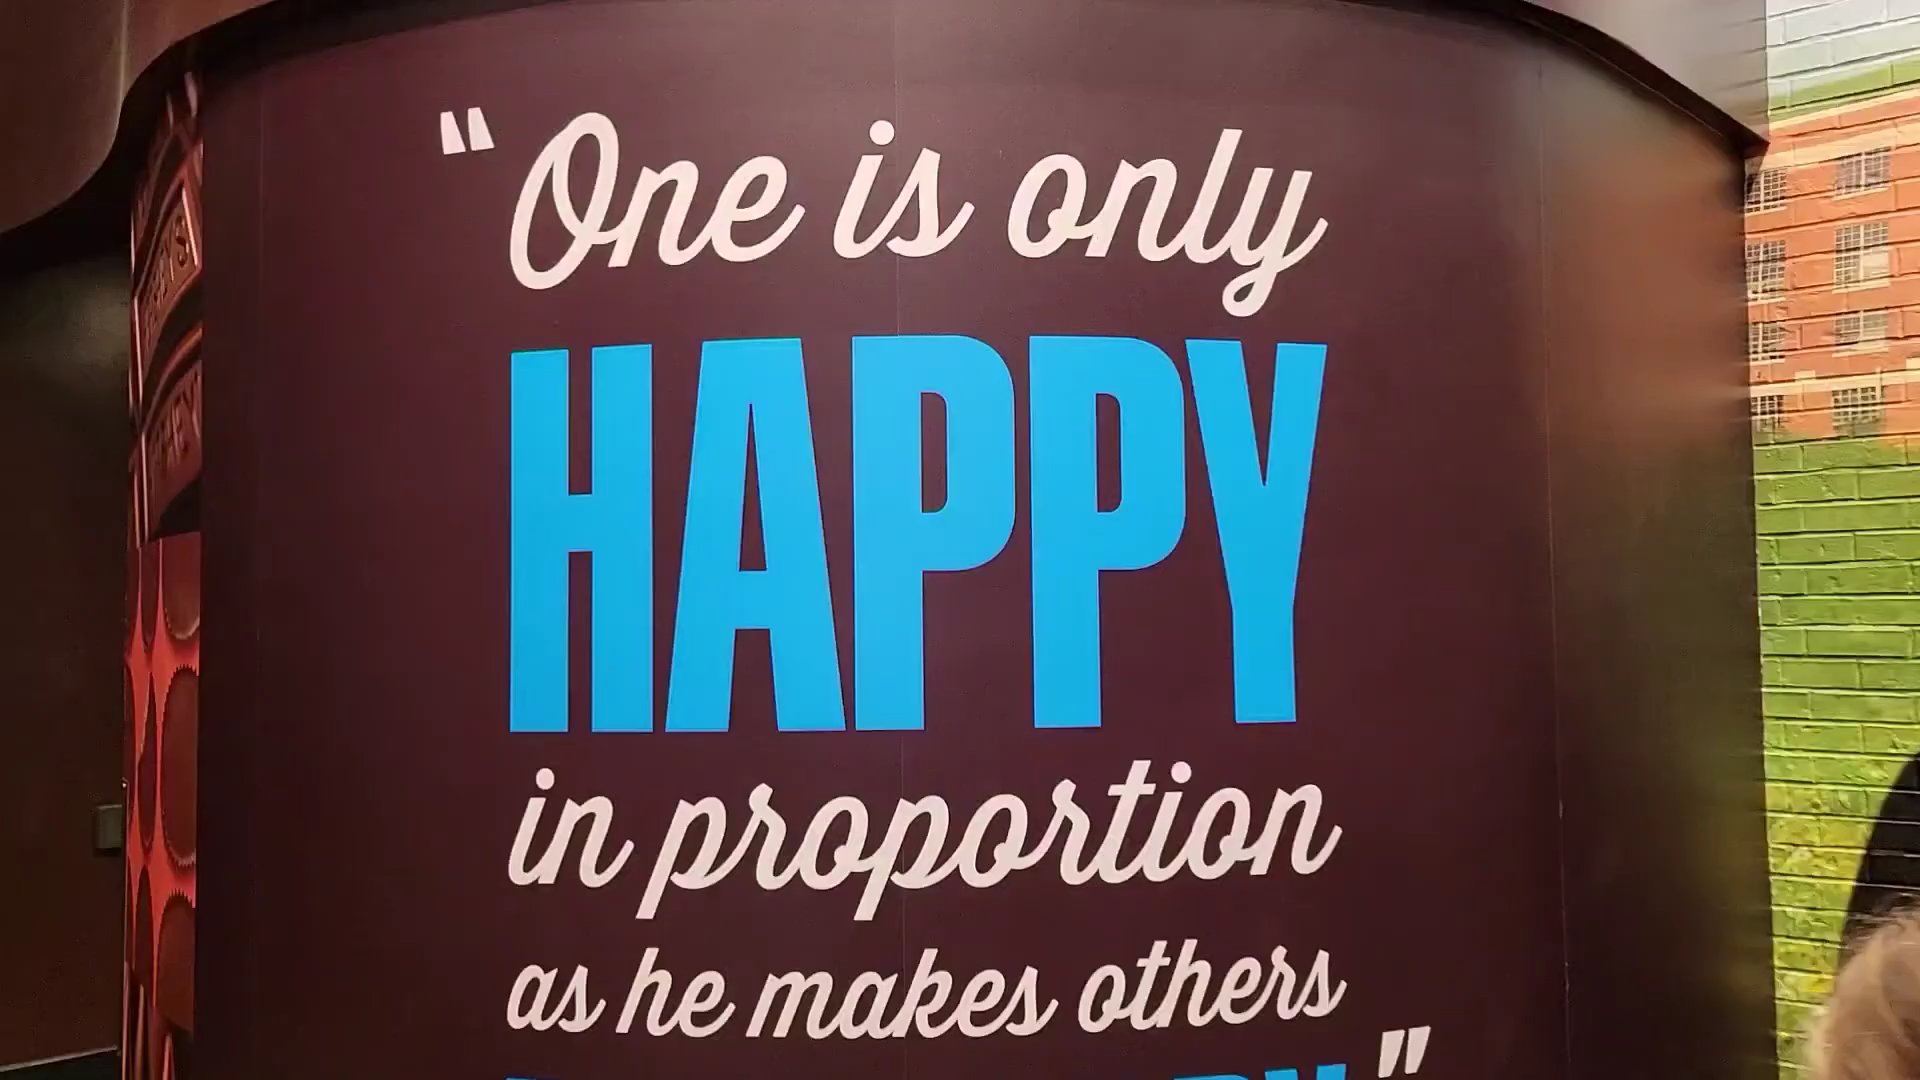 “One is only
HAPPY
in proportion
as he makes others
”